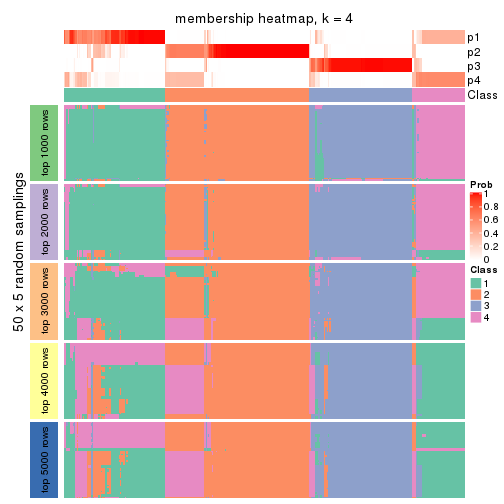 membership heatmap, k = 4
p1
p2
p3
p4
Class
50 x 5 random samplings
top 1000 rows
top 2000 rows
top 3000 rows
top 4000 rows
top 5000 rows
Prob
1
0.8
0.6
0.4
0.2
0
Class
1
2
3
4